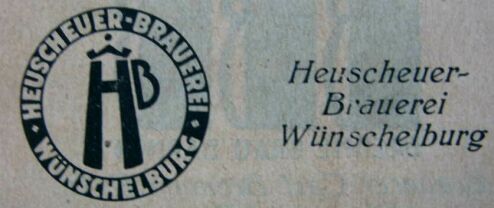 HEUSCHEUER-BRAUEREI
WÜNSCHELBURG
HB
Heuscheuer-
Brauerei
Wünschelburg